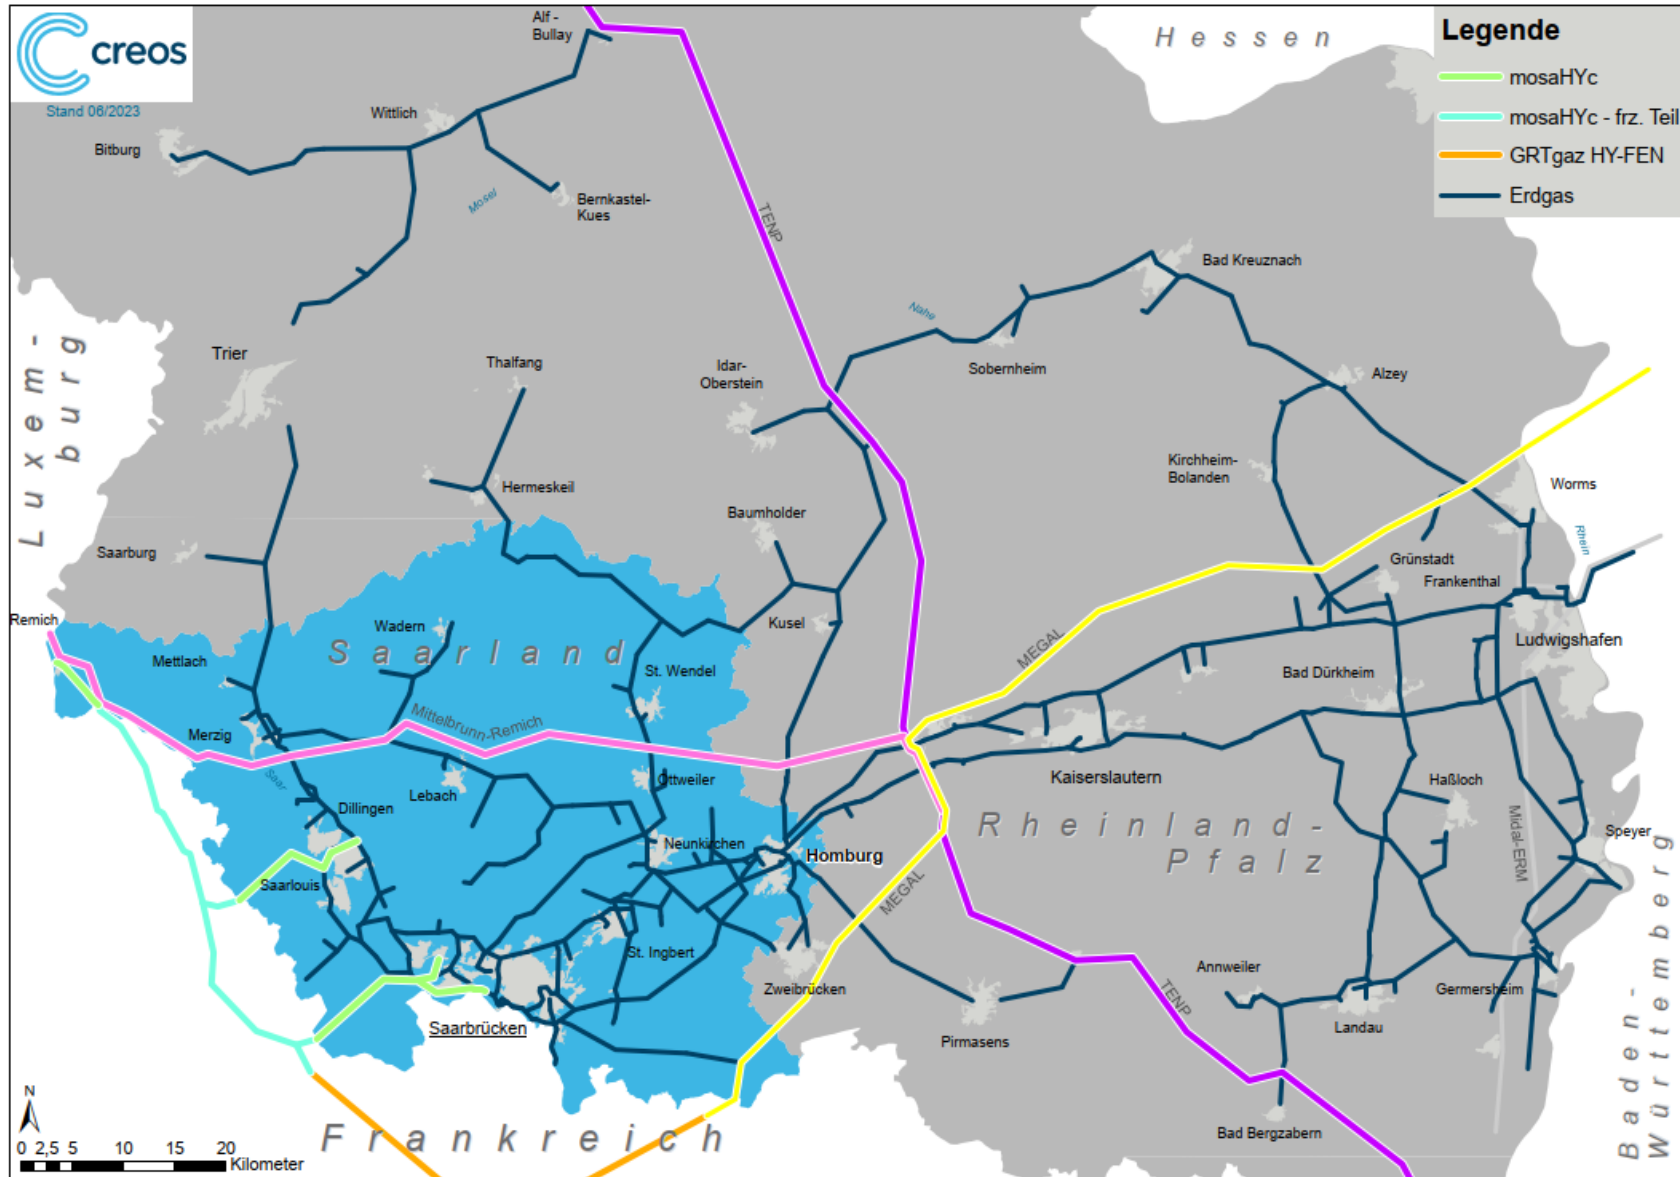 creos
Stand 06/2023
Legende
mosaHYc
mosaHYc - frz. Teil
GRTgaz HY-FEN
Erdgas
Hessen
Alf -
Bullay
Wittlich
Bitburg
Mosel
Bernkastel-
Kues
TENP
Bad Kreuznach
Nahe
Luxem-
burg
Trier
Thalfang
Idar-
Oberstein
Sobernheim
Alzey
Kirchheim-
Bolanden
Worms
Hermeskeil
Baumholder
Rhein
Saarburg
Grünstadt
Frankenthal
Remich
Wadern
Saarland
Kusel
MEGAL
Ludwigshafen
Mettlach
St. Wendel
Bad Dürkheim
Merzig
Mittelbrunn-Remich
Saar
Ottweiler
Kaiserslautern
Haßloch
Lebach
Dillingen
Neunkirchen
Homburg
Rheinland-
Pfalz
Midal-ERM
Speyer
Saarlouis
MEGAL
St. Ingbert
Zweibrücken
Annweiler
Germersheim
TENP
Saarbrücken
Pirmasens
Landau
Baden-
Württemberg
Bad Bergzabern
Frankreich
N
0 2,5 5 10 15 20
Kilometer